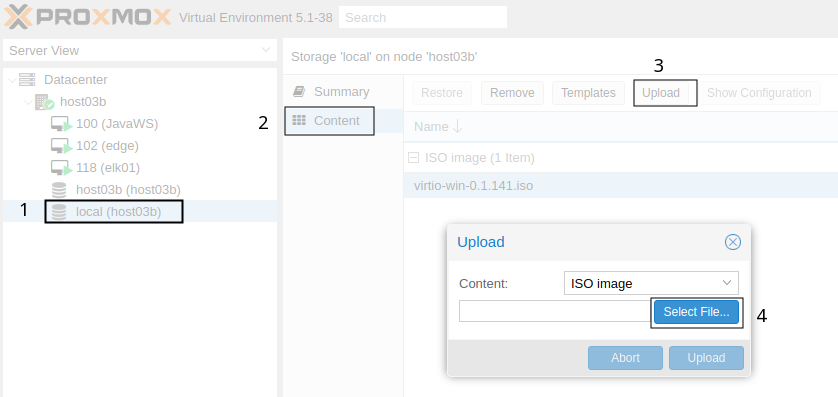 PROXMOX Virtual Environment 5.1-38 Search
Server View
Storage 'local' on node 'host03b'
Datacenter
host03b
100 (JavaWS)
102 (edge)
118 (elk01)
host03b (host03b)
1 local (host03b)
Summary
2 Content
3
Restore Remove Templates Upload Show Configuration
Name
ISO image (1 Item)
virtio-win-0.1.141.iso
Upload
Content: ISO image
Select File... 4
Abort Upload